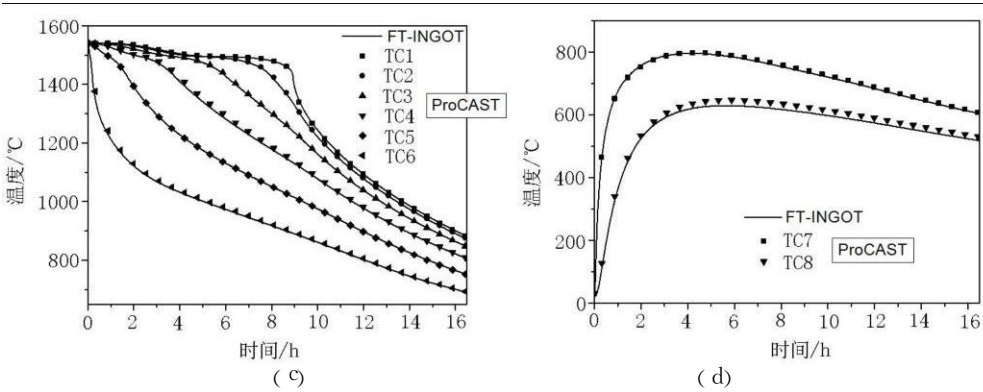 1600
1400
1200
1000
800
温度/℃
0 2 4 6 8 10 12 14 16
时间/h
FT-INGOT
TC1
TC2
TC3
TC4
TC5
TC6
ProCAST
( c)
800
600
400
200
0
温度/℃
0 2 4 6 8 10 12 14 16
时间/h
FT-INGOT
TC7
TC8
ProCAST
( d)